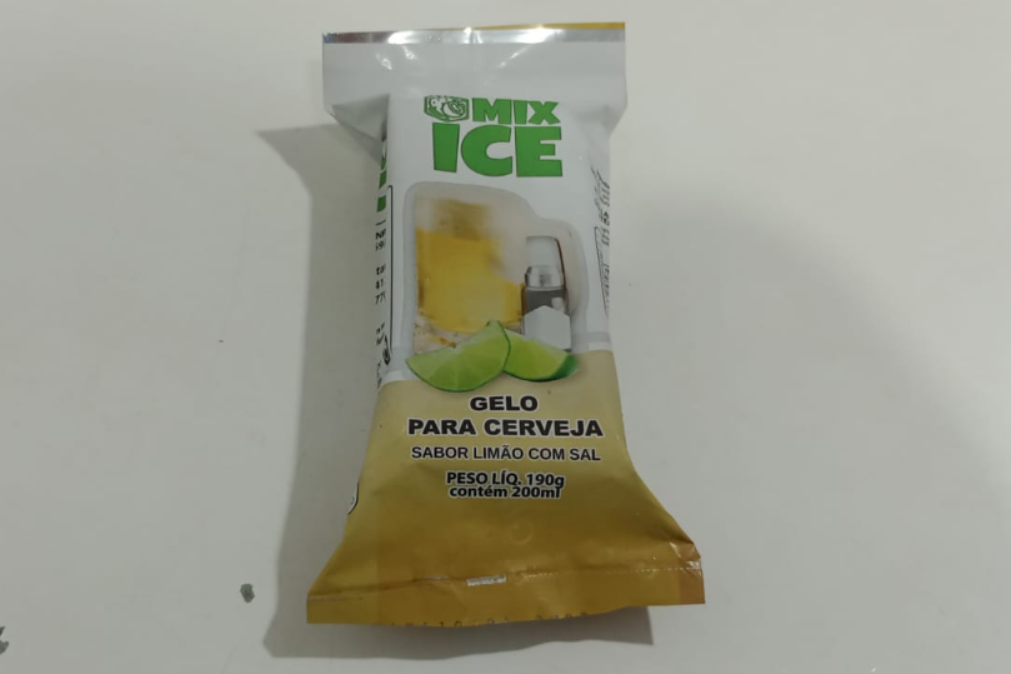 MIX
ICE
GELO
PARA CERVEJA
SABOR LIMÃO COM SAL
PESO LÍQ. 190g
contém 200ml